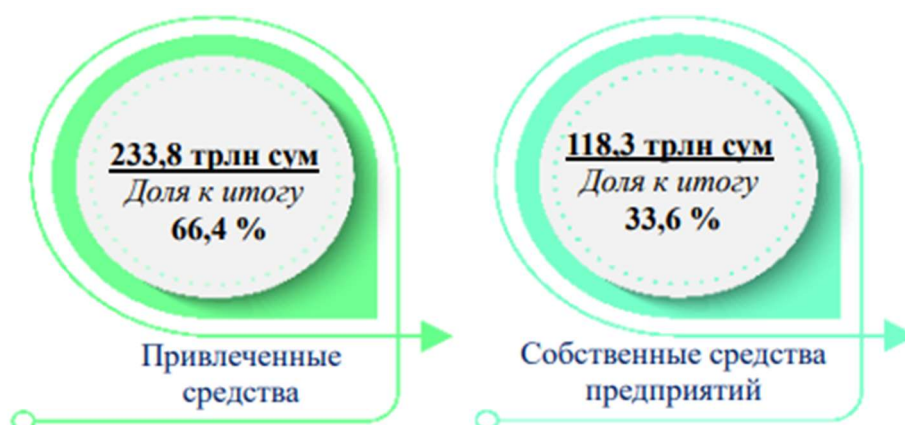 233,8 трлн сум
Доля к итогу
66,4 %
Привлеченные
средства
118,3 трлн сум
Доля к итогу
33,6 %
Собственные средства
предприятий